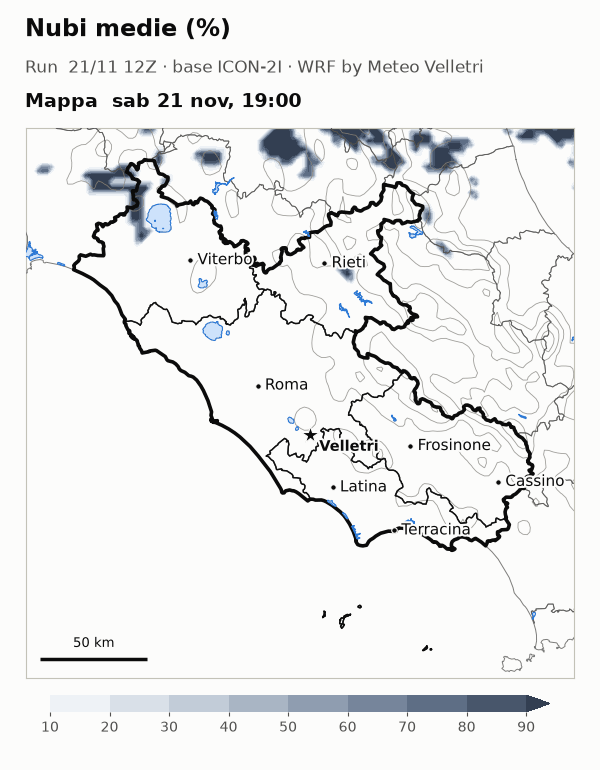 Nubi medie (%)
Run  21/11 12Z · base ICON-2I · WRF by Meteo Velletri
Mappa  sab 21 nov, 19:00
Viterbo
Rieti
Roma
Velletri
Frosinone
Cassino
Latina
Terracina
50 km
10 20 30 40 50 60 70 80 90